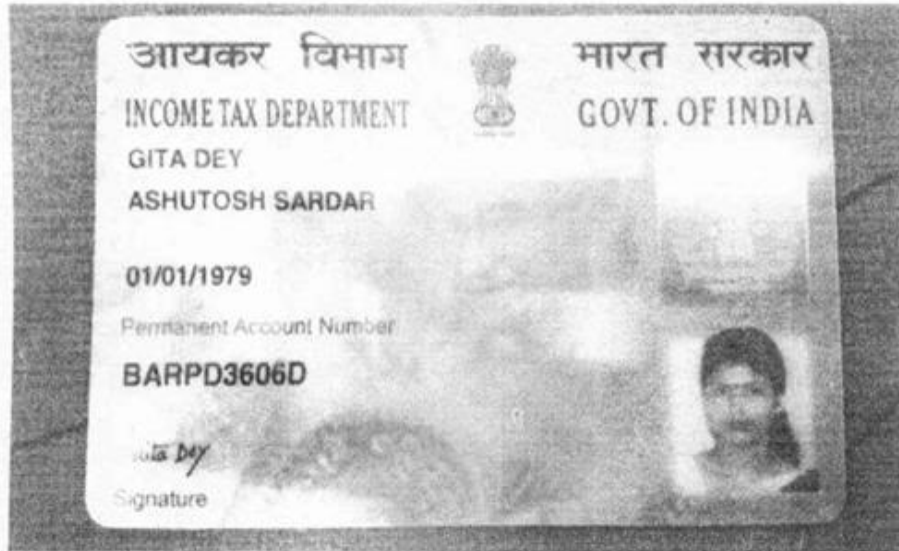 आयकर विभाग
भारत सरकार
INCOME TAX DEPARTMENT
GOVT. OF INDIA
GITA DEY
ASHUTOSH SARDAR
01/01/1979
Permanent Account Number
BARPD3606D
Dey
Signature